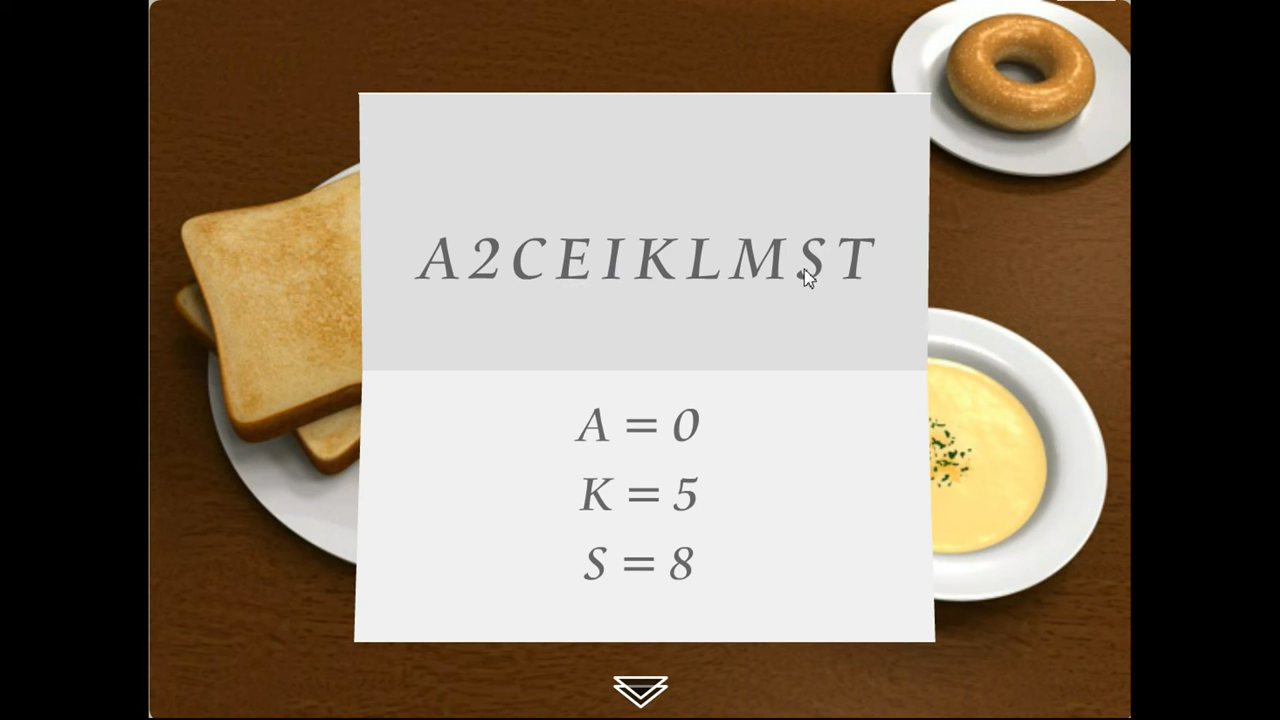 A2CEIKLMST
A = 0
K = 5
S = 8